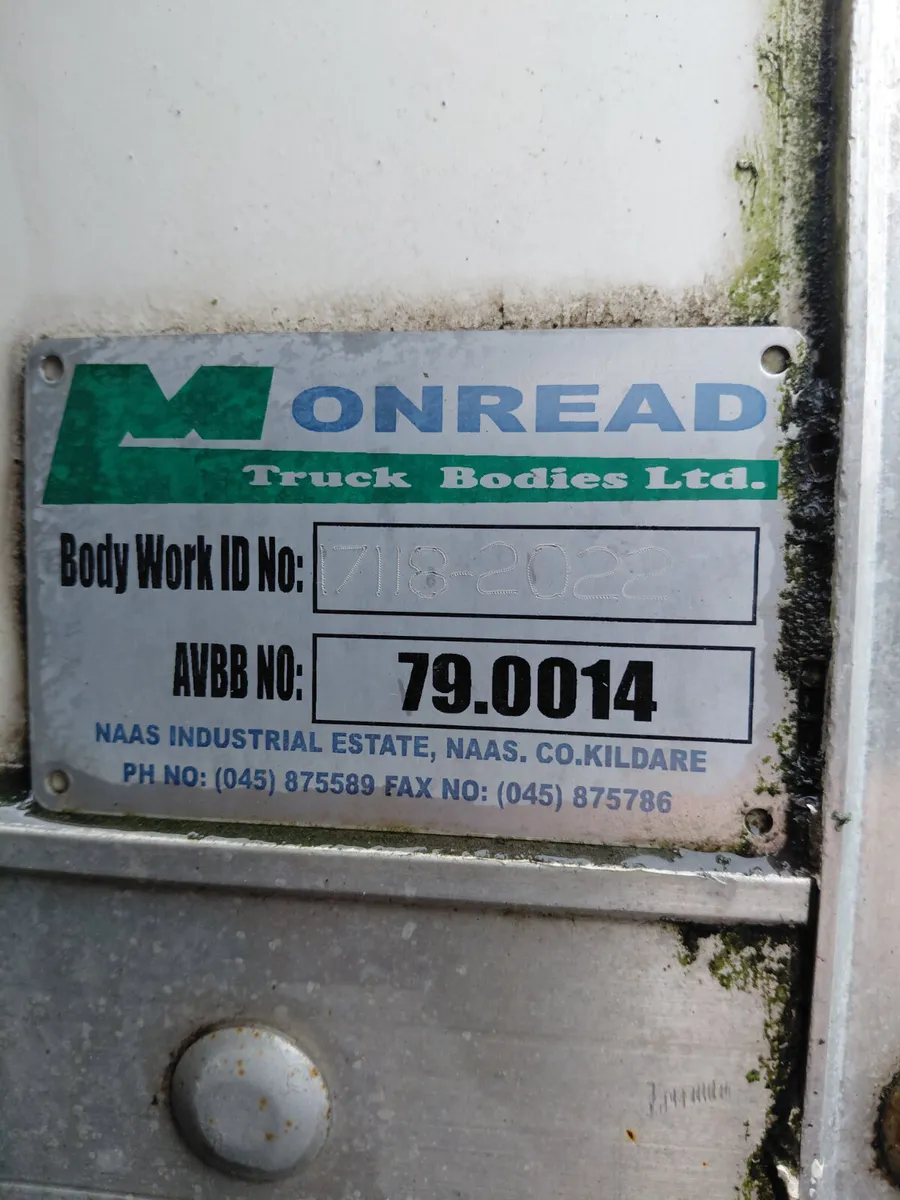 MONREAD
Truck Bodies Ltd.
Body Work ID No: 17118-2022
AVBB NO: 79.0014
NAAS INDUSTRIAL ESTATE, NAAS. CO.KILDARE
PH NO: (045) 875589 FAX NO: (045) 875786